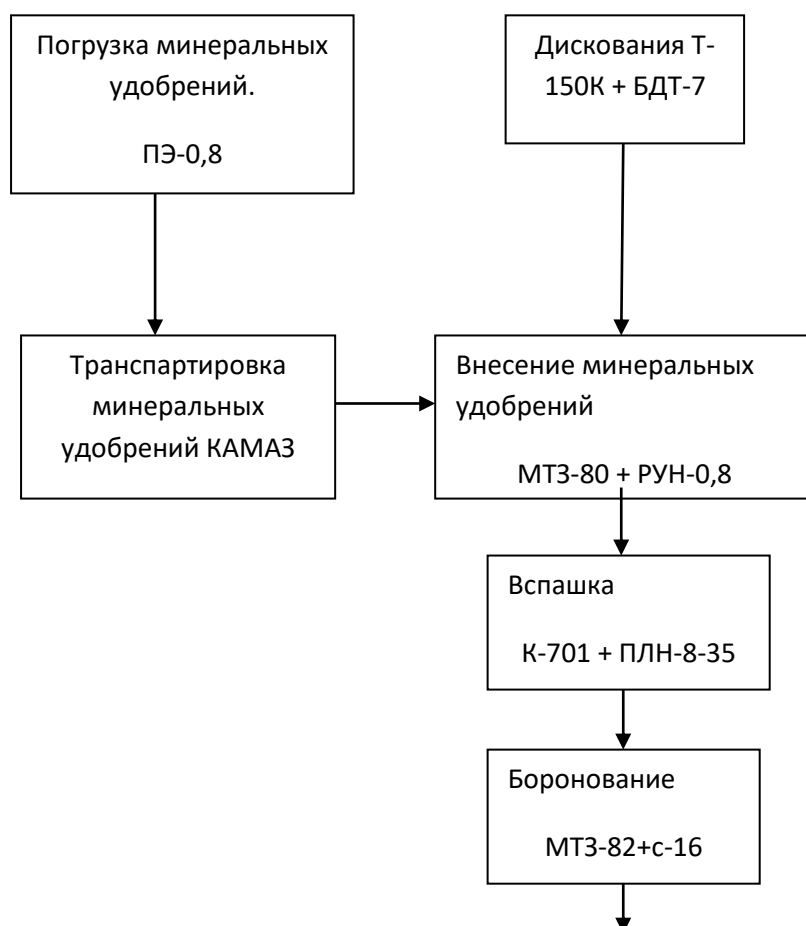 Погрузка минеральных
удобрений.
ПЭ-0,8
Дискования Т-
150К + БДТ-7
Транспартировка
минеральных
удобрений КАМАЗ
Внесение минеральных
удобрений
МТЗ-80 + РУН-0,8
Вспашка
К-701 + ПЛН-8-35
Боронование
МТЗ-82+с-16